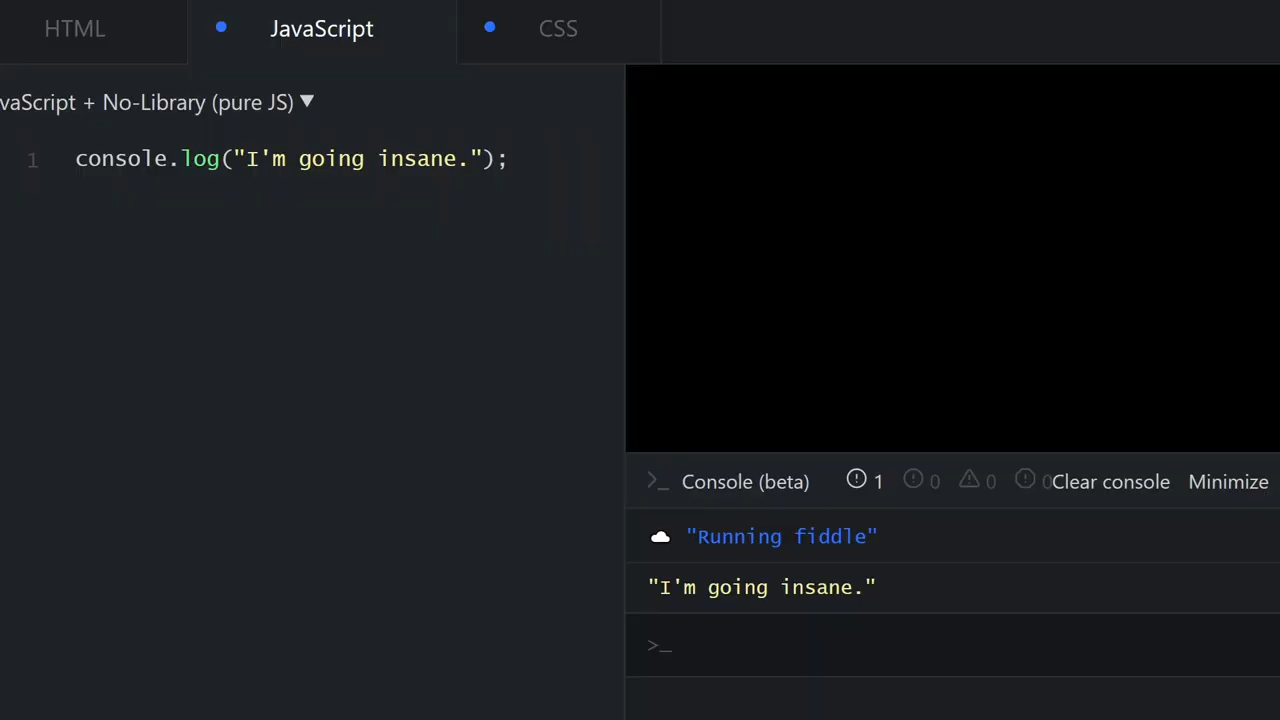 HTML
JavaScript
CSS
vaScript + No-Library (pure JS) ▼
1 console.log("I'm going insane.");
>_ Console (beta) 1 0 0 0 Clear console Minimize
"Running fiddle"
"I'm going insane."
>_